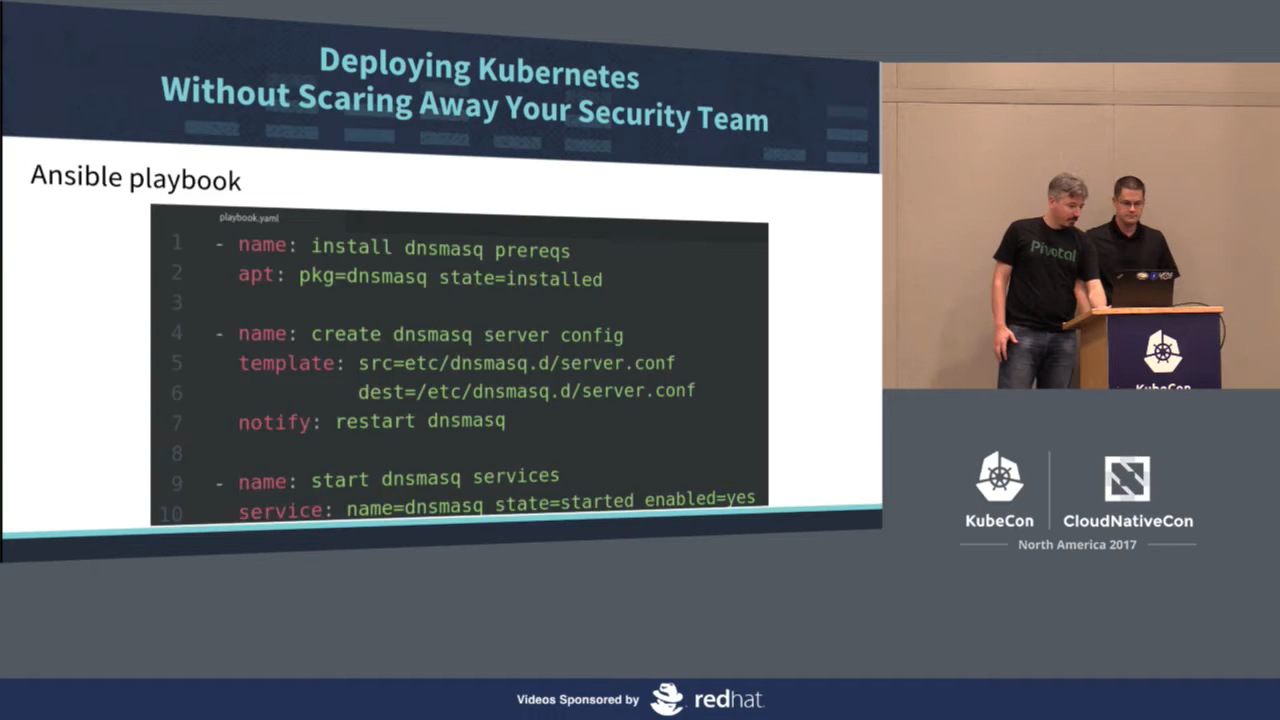 Deploying Kubernetes
Without Scaring Away Your Security Team
Ansible playbook
playbook.yaml
1 - name: install dnsmasq prereqs
2 apt: pkg=dnsmasq state=installed
3
4 - name: create dnsmasq server config
5 template: src=etc/dnsmasq.d/server.conf
6 dest=/etc/dnsmasq.d/server.conf
7 notify: restart dnsmasq
8
9 - name: start dnsmasq services
10 service: name=dnsmasq state=started enabled=yes
Pivotal
KubeCon
KubeCon
CloudNativeCon
North America 2017
Videos Sponsored by
redhat.